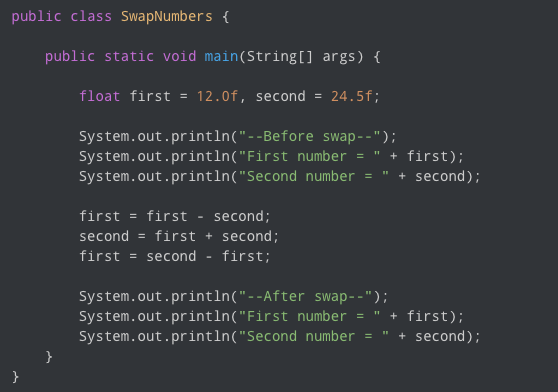 public class SwapNumbers {
public static void main(String[] args) {
float first = 12.0f, second = 24.5f;
System.out.println("--Before swap--");
System.out.println("First number = " + first);
System.out.println("Second number = " + second);
first = first - second;
second = first + second;
first = second - first;
System.out.println("--After swap--");
System.out.println("First number = " + first);
System.out.println("Second number = " + second);
}
}